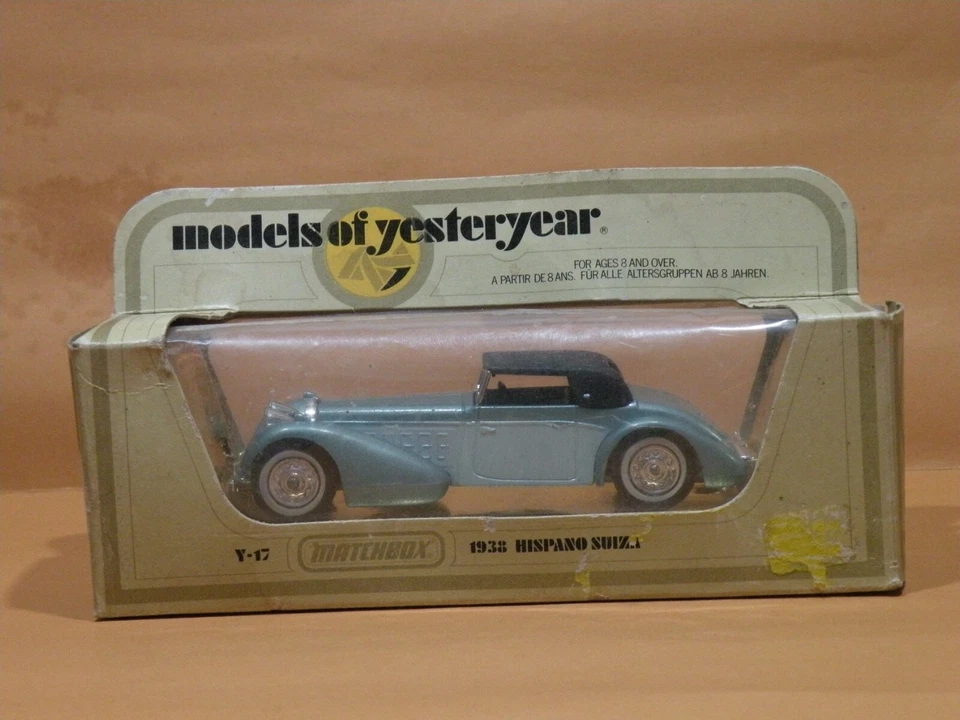 models of yesteryear®
FOR AGES 8 AND OVER.
A PARTIR DE 8 ANS. FÜR ALLE ALTERSGRUPPEN AB 8 JAHREN.
Y-17 MATCHBOX 1938 HISPANO SUIZA